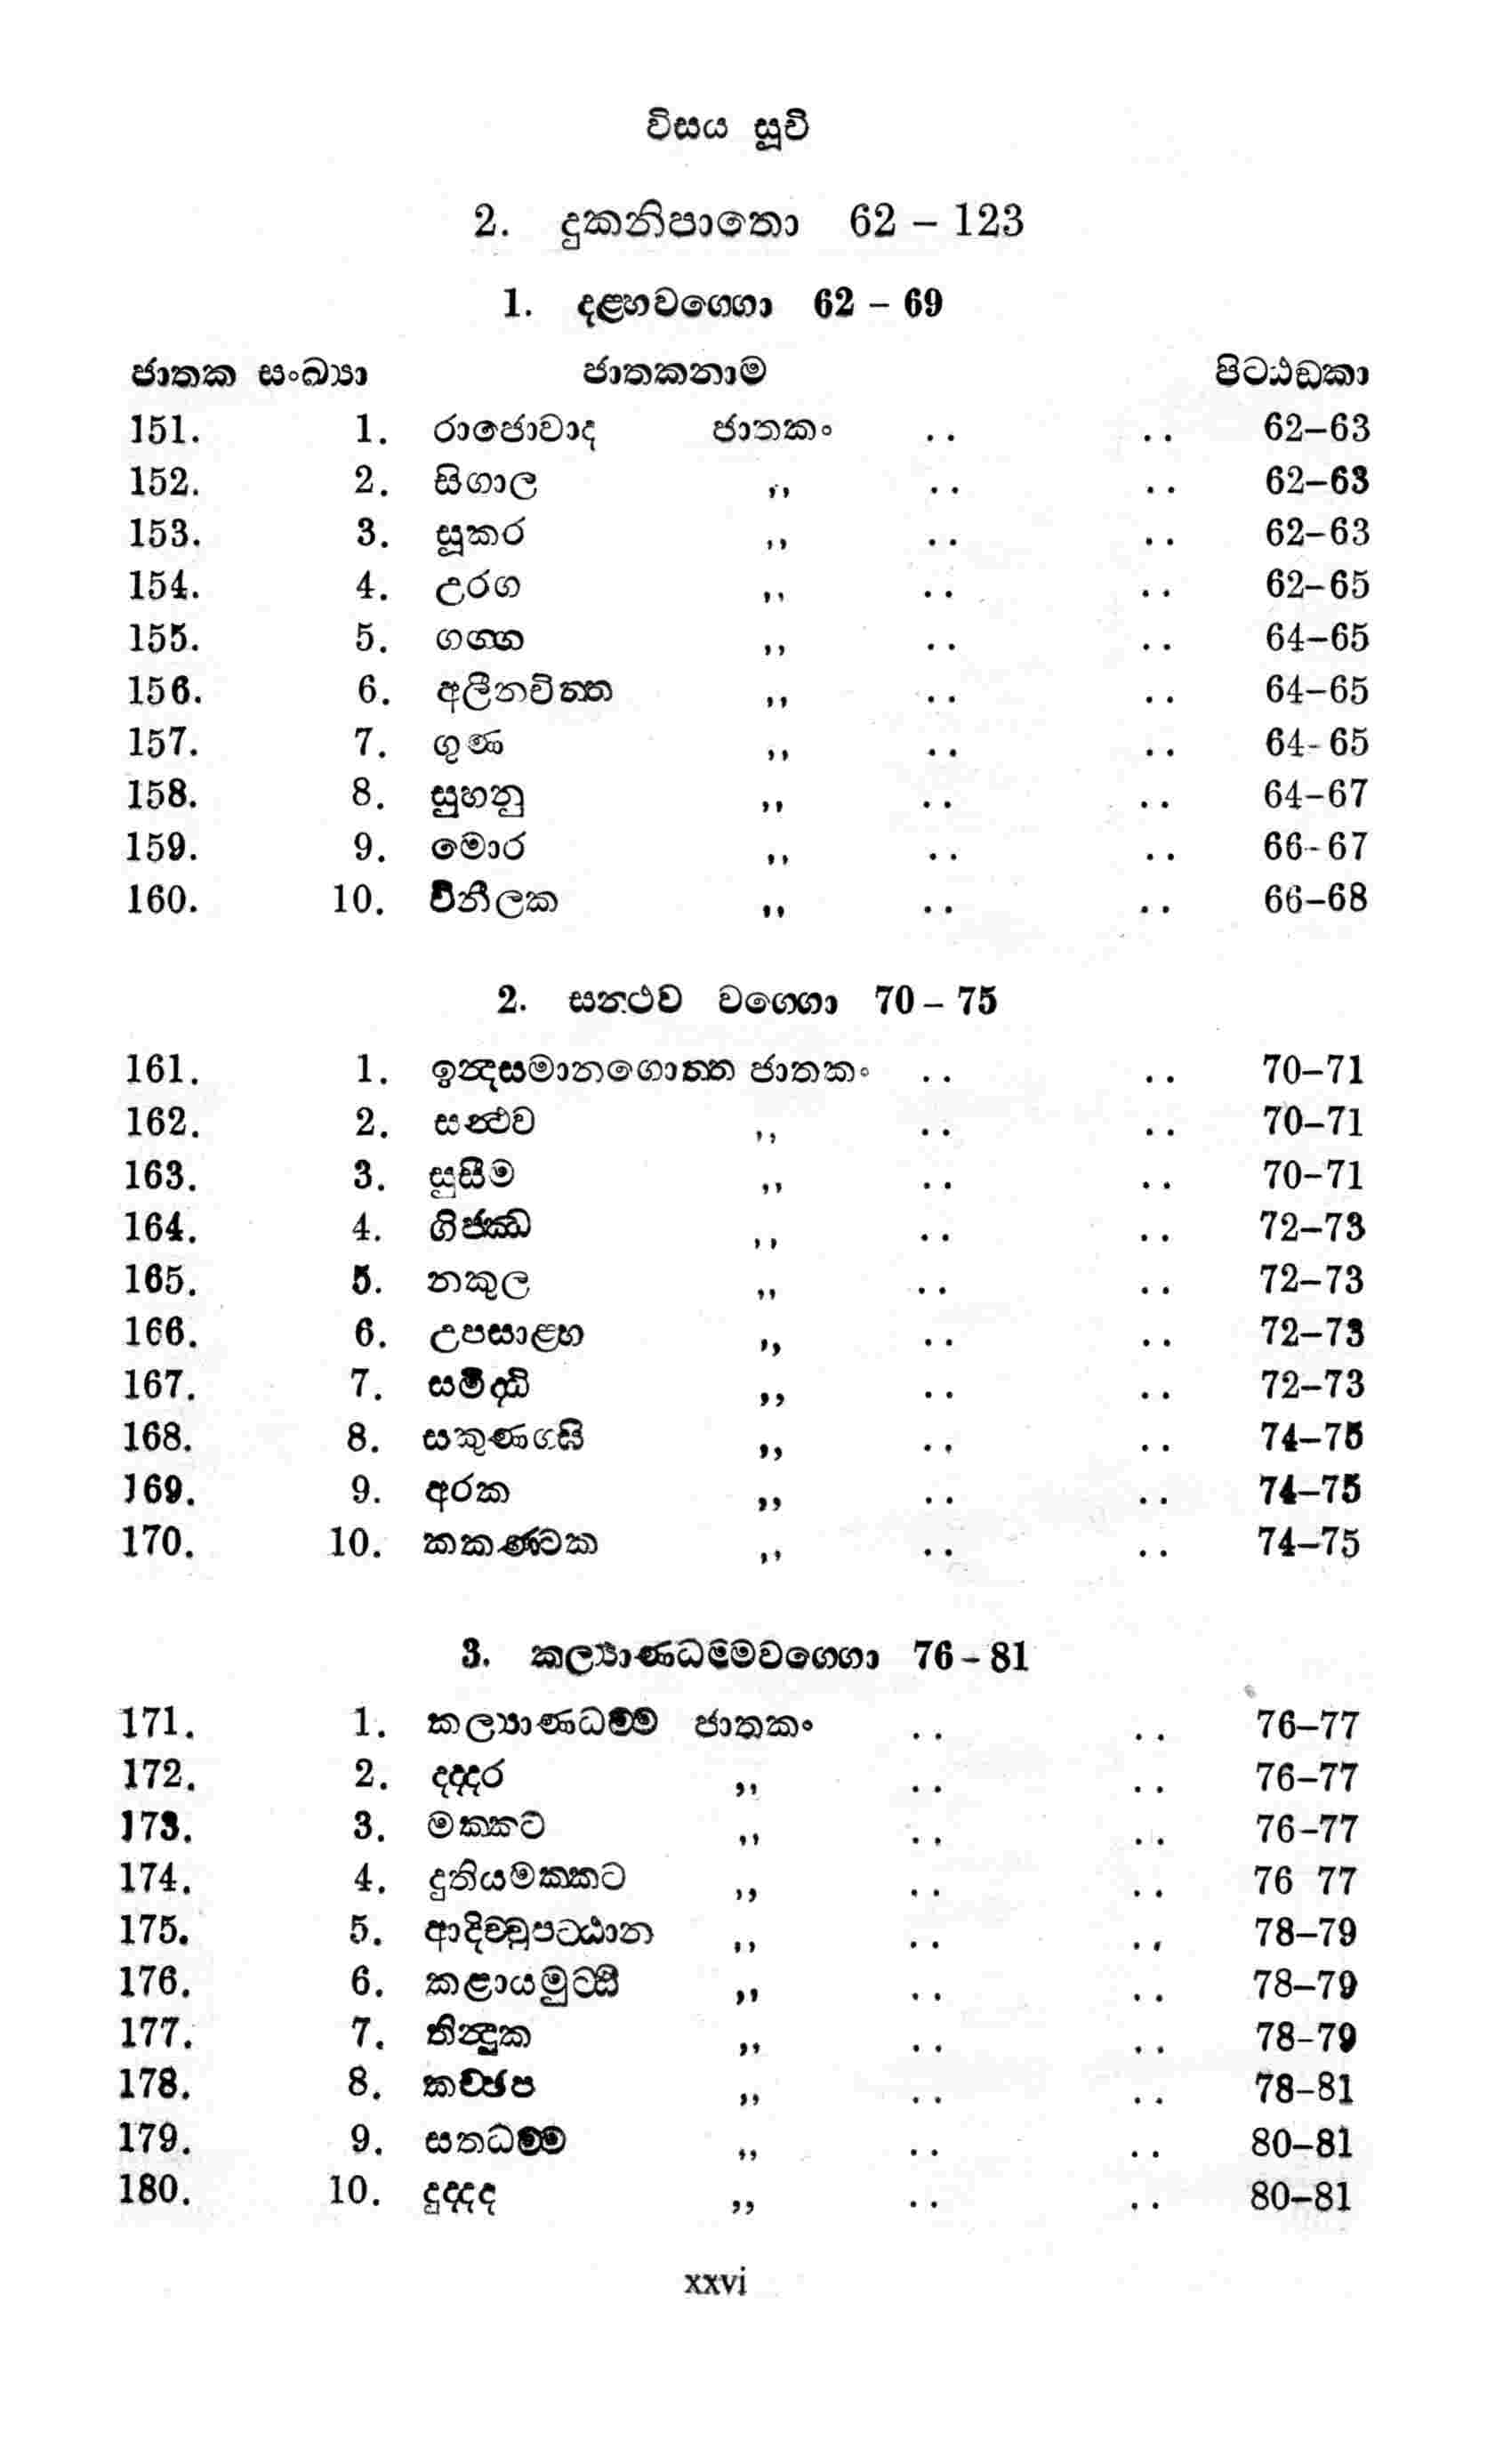 විසය සූචි
2. දුකනිපාතො 62 – 123
1. දළහවග්ගො 62 – 69
ජාතක සංඛ්‍යා ජාතකනාම පිටඨඞකා
151. 1. රාජොවාද ජාතකං .. .. 62–63
152. 2. සිගාල ,, .. .. 62–63
153. 3. සූකර ,, .. .. 62–63
154. 4. උරග ,, .. .. 62–65
155. 5. ගග්ග ,, .. .. 64–65
156. 6. අලීනචිත්ත ,, .. .. 64–65
157. 7. ගුණ ,, .. .. 64-65
158. 8. සුහනු ,, .. .. 64–67
159. 9. මොර ,, .. .. 66-67
160. 10. විනීලක ,, .. .. 66–68
2. සන්ථව වග්ගො 70 – 75
161. 1. ඉන්දසමානගොත්ත ජාතකං .. .. 70–71
162. 2. සන්ථව ,, .. .. 70–71
163. 3. සුසීම ,, .. .. 70–71
164. 4. ගිජ්ඣ ,, .. .. 72–73
165. 5. නකුල ,, .. .. 72–73
166. 6. උපසාළහ ,, .. .. 72–73
167. 7. සමිද්ධි ,, .. .. 72–73
168. 8. සකුණග්ඝි ,, .. .. 74–75
169. 9. අරක ,, .. .. 74–75
170. 10. කකණ්ටක ,, .. .. 74–75
3. කල්‍යාණධම්මවග්ගො 76 – 81
171. 1. කල්‍යාණධම්ම ජාතකං .. .. 76–77
172. 2. දද්දර ,, .. .. 76–77
173. 3. මක්කට ,, .. .. 76–77
174. 4. දුතියමක්කට ,, .. .. 76 77
175. 5. ආදිච්චුපට්ඨාන ,, .. .. 78–79
176. 6. කළායමුට්ඨි ,, .. .. 78–79
177. 7. තින්දුක ,, .. .. 78–79
178. 8. කච්ඡප ,, .. .. 78–81
179. 9. සතධම්ම ,, .. .. 80–81
180. 10. දුද්දද ,, .. .. 80–81
xxvi